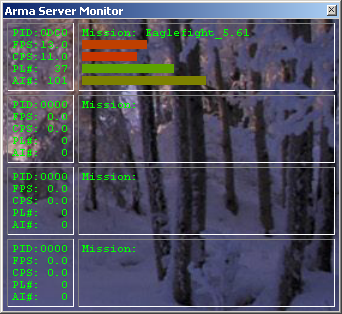 Arma Server Monitor
PID:0DC0 Mission: Eaglefight_5.61
FPS:13.0
CPS:11.0
PL#: 37
AI#: 101
PID:0000 Mission:
FPS: 0.0
CPS: 0.0
PL#: 0
AI#: 0
PID:0000 Mission:
FPS: 0.0
CPS: 0.0
PL#: 0
AI#: 0
PID:0000 Mission:
FPS: 0.0
CPS: 0.0
PL#: 0
AI#: 0